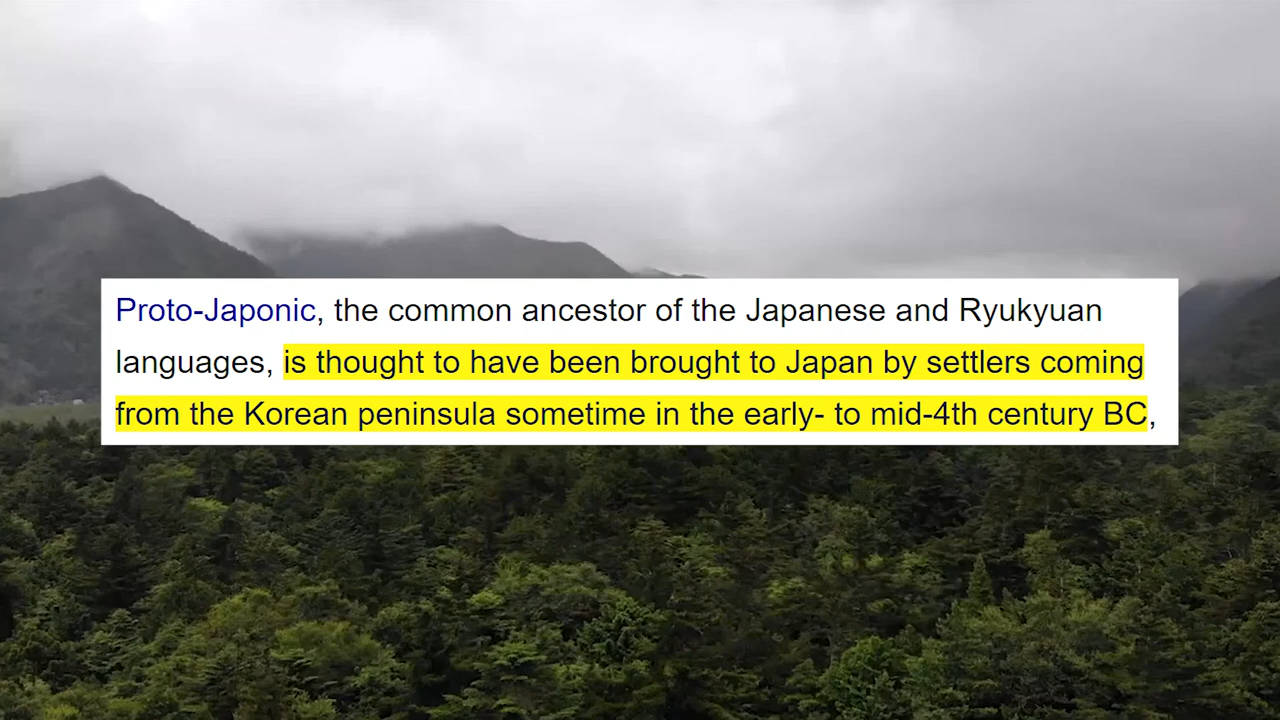 Proto-Japonic, the common ancestor of the Japanese and Ryukyuan
languages, is thought to have been brought to Japan by settlers coming
from the Korean peninsula sometime in the early- to mid-4th century BC,